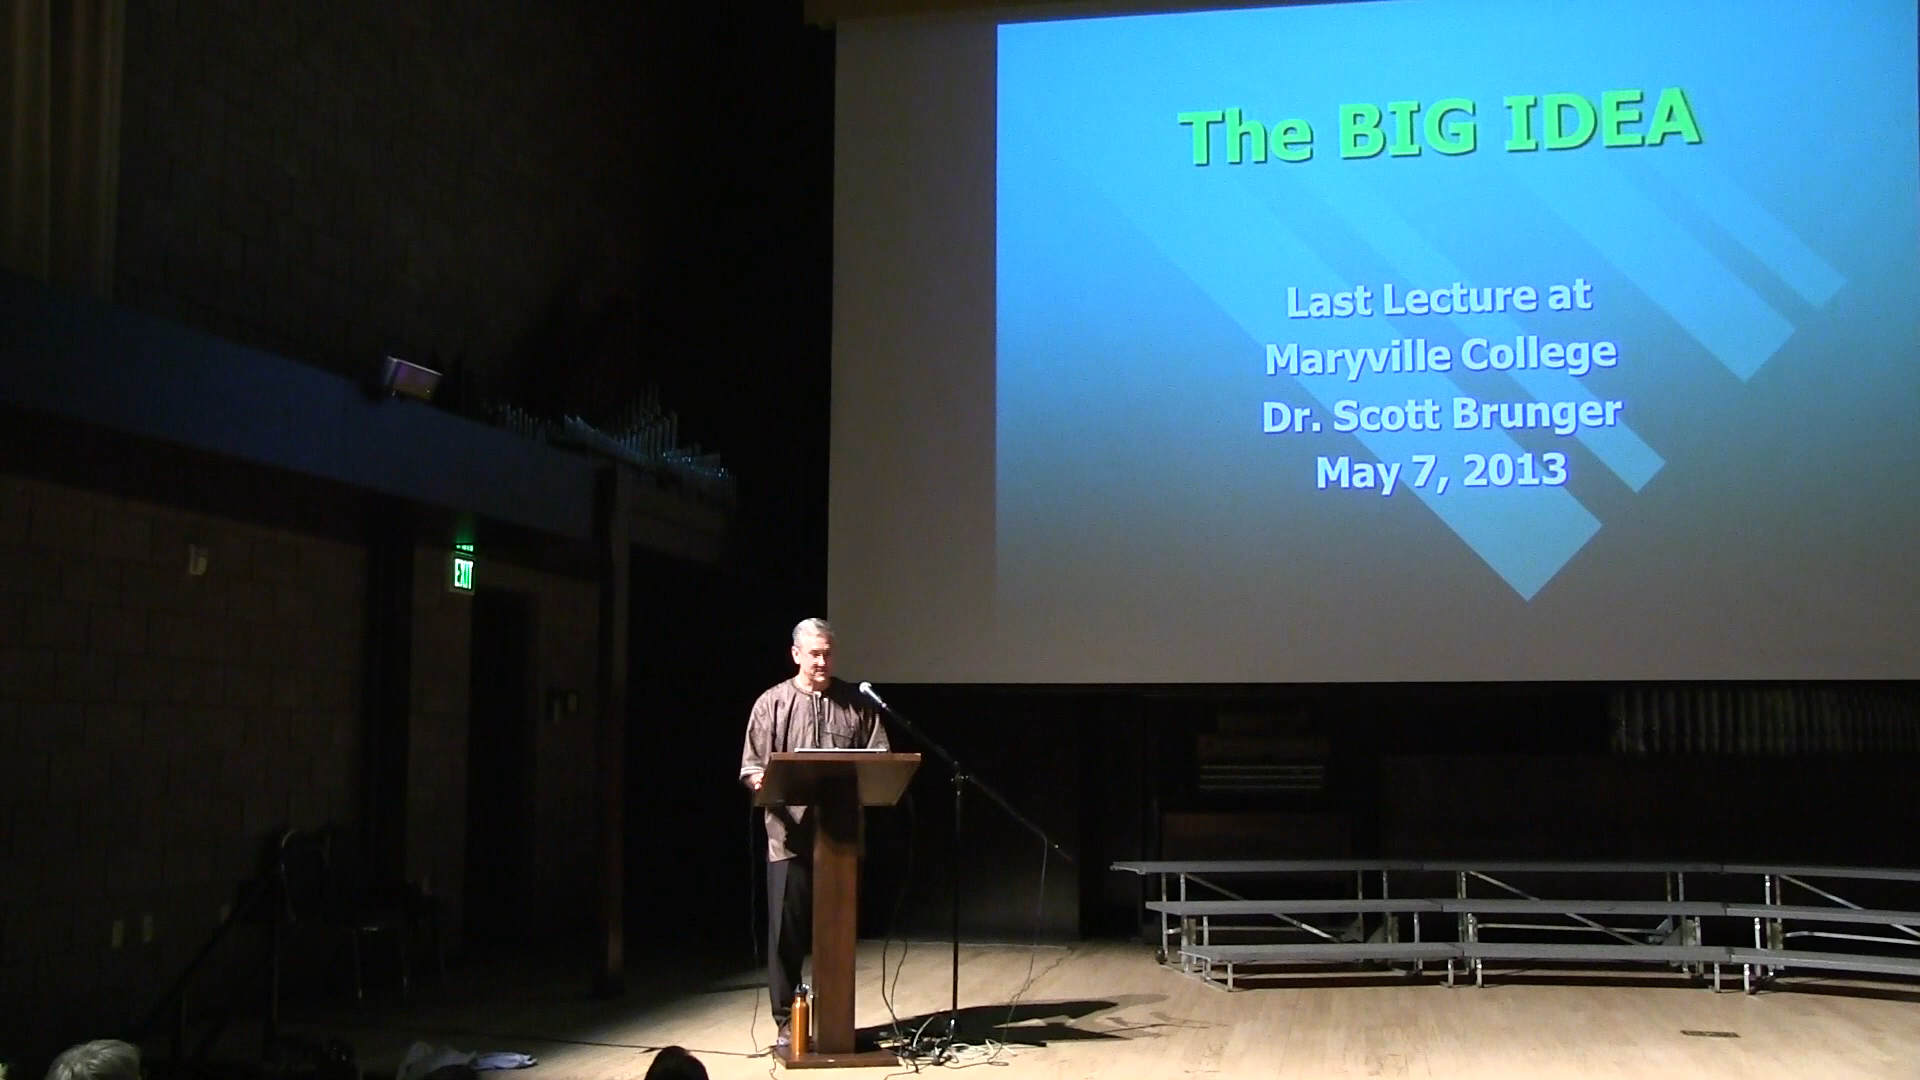 The BIG IDEA
Last Lecture at
Maryville College
Dr. Scott Brunger
May 7, 2013
EXIT